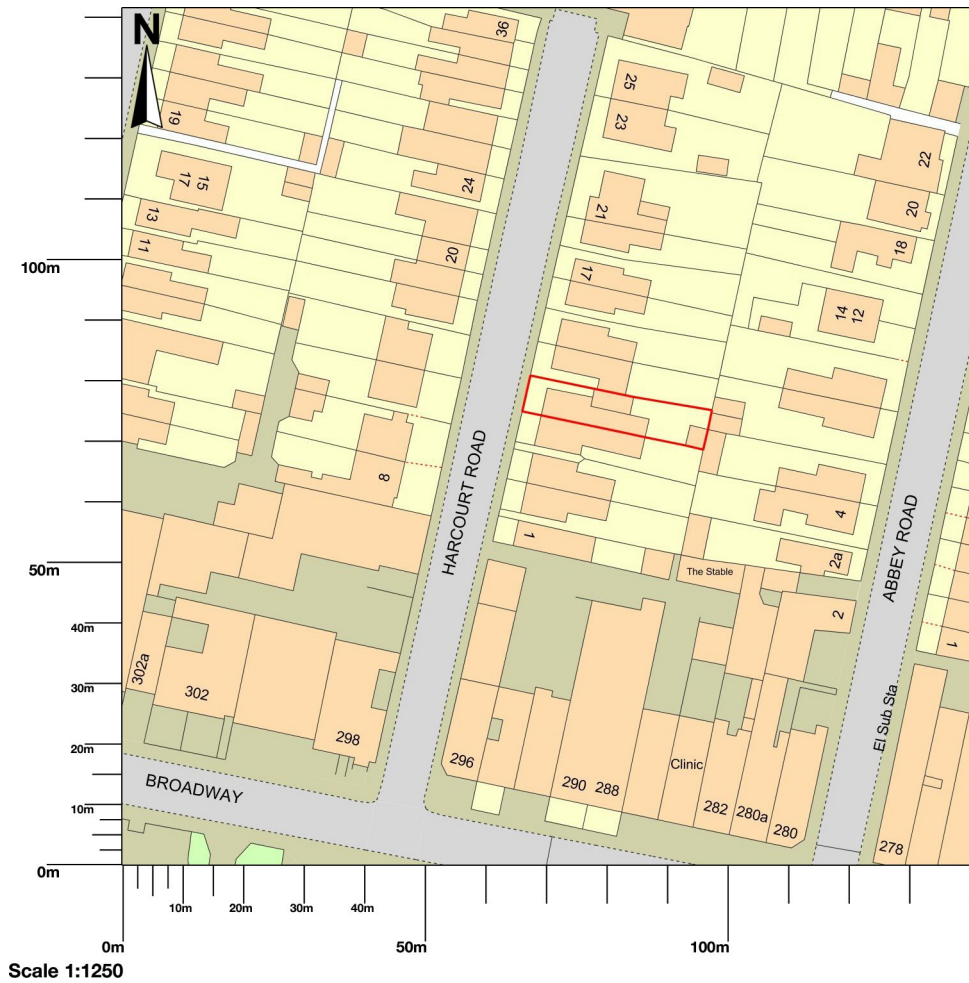 N
36
25
23
19
22
24
15
17
20
13
21
18
11
20
100m
17
14
12
8
HARCOURT ROAD
4
ABBEY ROAD
1
2a
50m
The Stable
2
40m
1
302a
30m
302
El Sub Sta
298
20m
296
290
288
Clinic
BROADWAY
282
280a
280
10m
278
0m
10m
20m
30m
40m
0m
50m
100m
Scale 1:1250